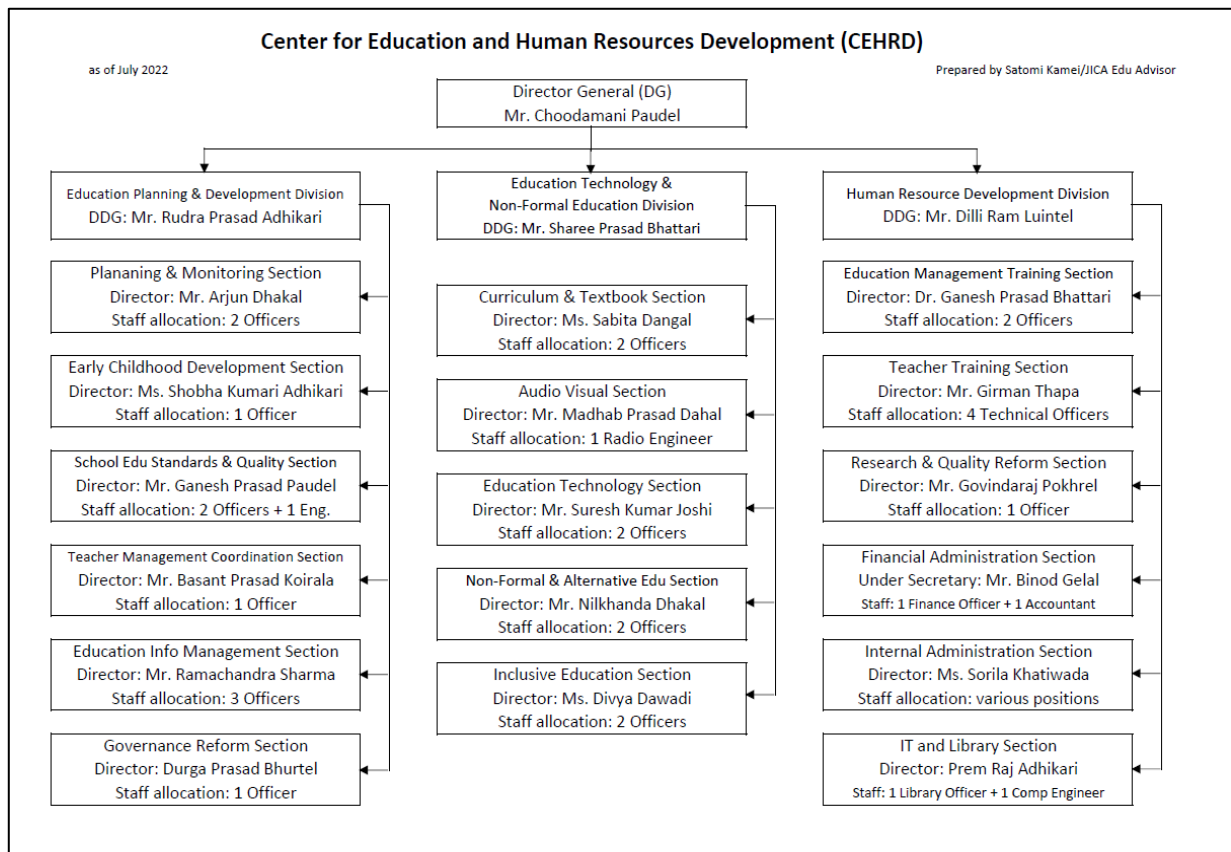 Center for Education and Human Resources Development (CEHRD)
as of July 2022
Prepared by Satomi Kamei/JICA Edu Advisor
Director General (DG)
Mr. Choodamani Paudel
Education Planning & Development Division
DDG: Mr. Rudra Prasad Adhikari
Plananing & Monitoring Section
Director: Mr. Arjun Dhakal
Staff allocation: 2 Officers
Early Childhood Development Section
Director: Ms. Shobha Kumari Adhikari
Staff allocation: 1 Officer
School Edu Standards & Quality Section
Director: Mr. Ganesh Prasad Paudel
Staff allocation: 2 Officers + 1 Eng.
Teacher Management Coordination Section
Director: Mr. Basant Prasad Koirala
Staff allocation: 1 Officer
Education Info Management Section
Director: Mr. Ramachandra Sharma
Staff allocation: 3 Officers
Governance Reform Section
Director: Durga Prasad Bhurtel
Staff allocation: 1 Officer
Education Technology &
Non-Formal Education Division
DDG: Mr. Sharee Prasad Bhattari
Curriculum & Textbook Section
Director: Ms. Sabita Dangal
Staff allocation: 2 Officers
Audio Visual Section
Director: Mr. Madhab Prasad Dahal
Staff allocation: 1 Radio Engineer
Education Technology Section
Director: Mr. Suresh Kumar Joshi
Staff allocation: 2 Officers
Non-Formal & Alternative Edu Section
Director: Mr. Nilkhanda Dhakal
Staff allocation: 2 Officers
Inclusive Education Section
Director: Ms. Divya Dawadi
Staff allocation: 2 Officers
Human Resource Development Division
DDG: Mr. Dilli Ram Luintel
Education Management Training Section
Director: Dr. Ganesh Prasad Bhattari
Staff allocation: 2 Officers
Teacher Training Section
Director: Mr. Girman Thapa
Staff allocation: 4 Technical Officers
Research & Quality Reform Section
Director: Mr. Govindaraj Pokhrel
Staff allocation: 1 Officer
Financial Administration Section
Under Secretary: Mr. Binod Gelal
Staff: 1 Finance Officer + 1 Accountant
Internal Administration Section
Director: Ms. Sorila Khatiwada
Staff allocation: various positions
IT and Library Section
Director: Prem Raj Adhikari
Staff: 1 Library Officer + 1 Comp Engineer